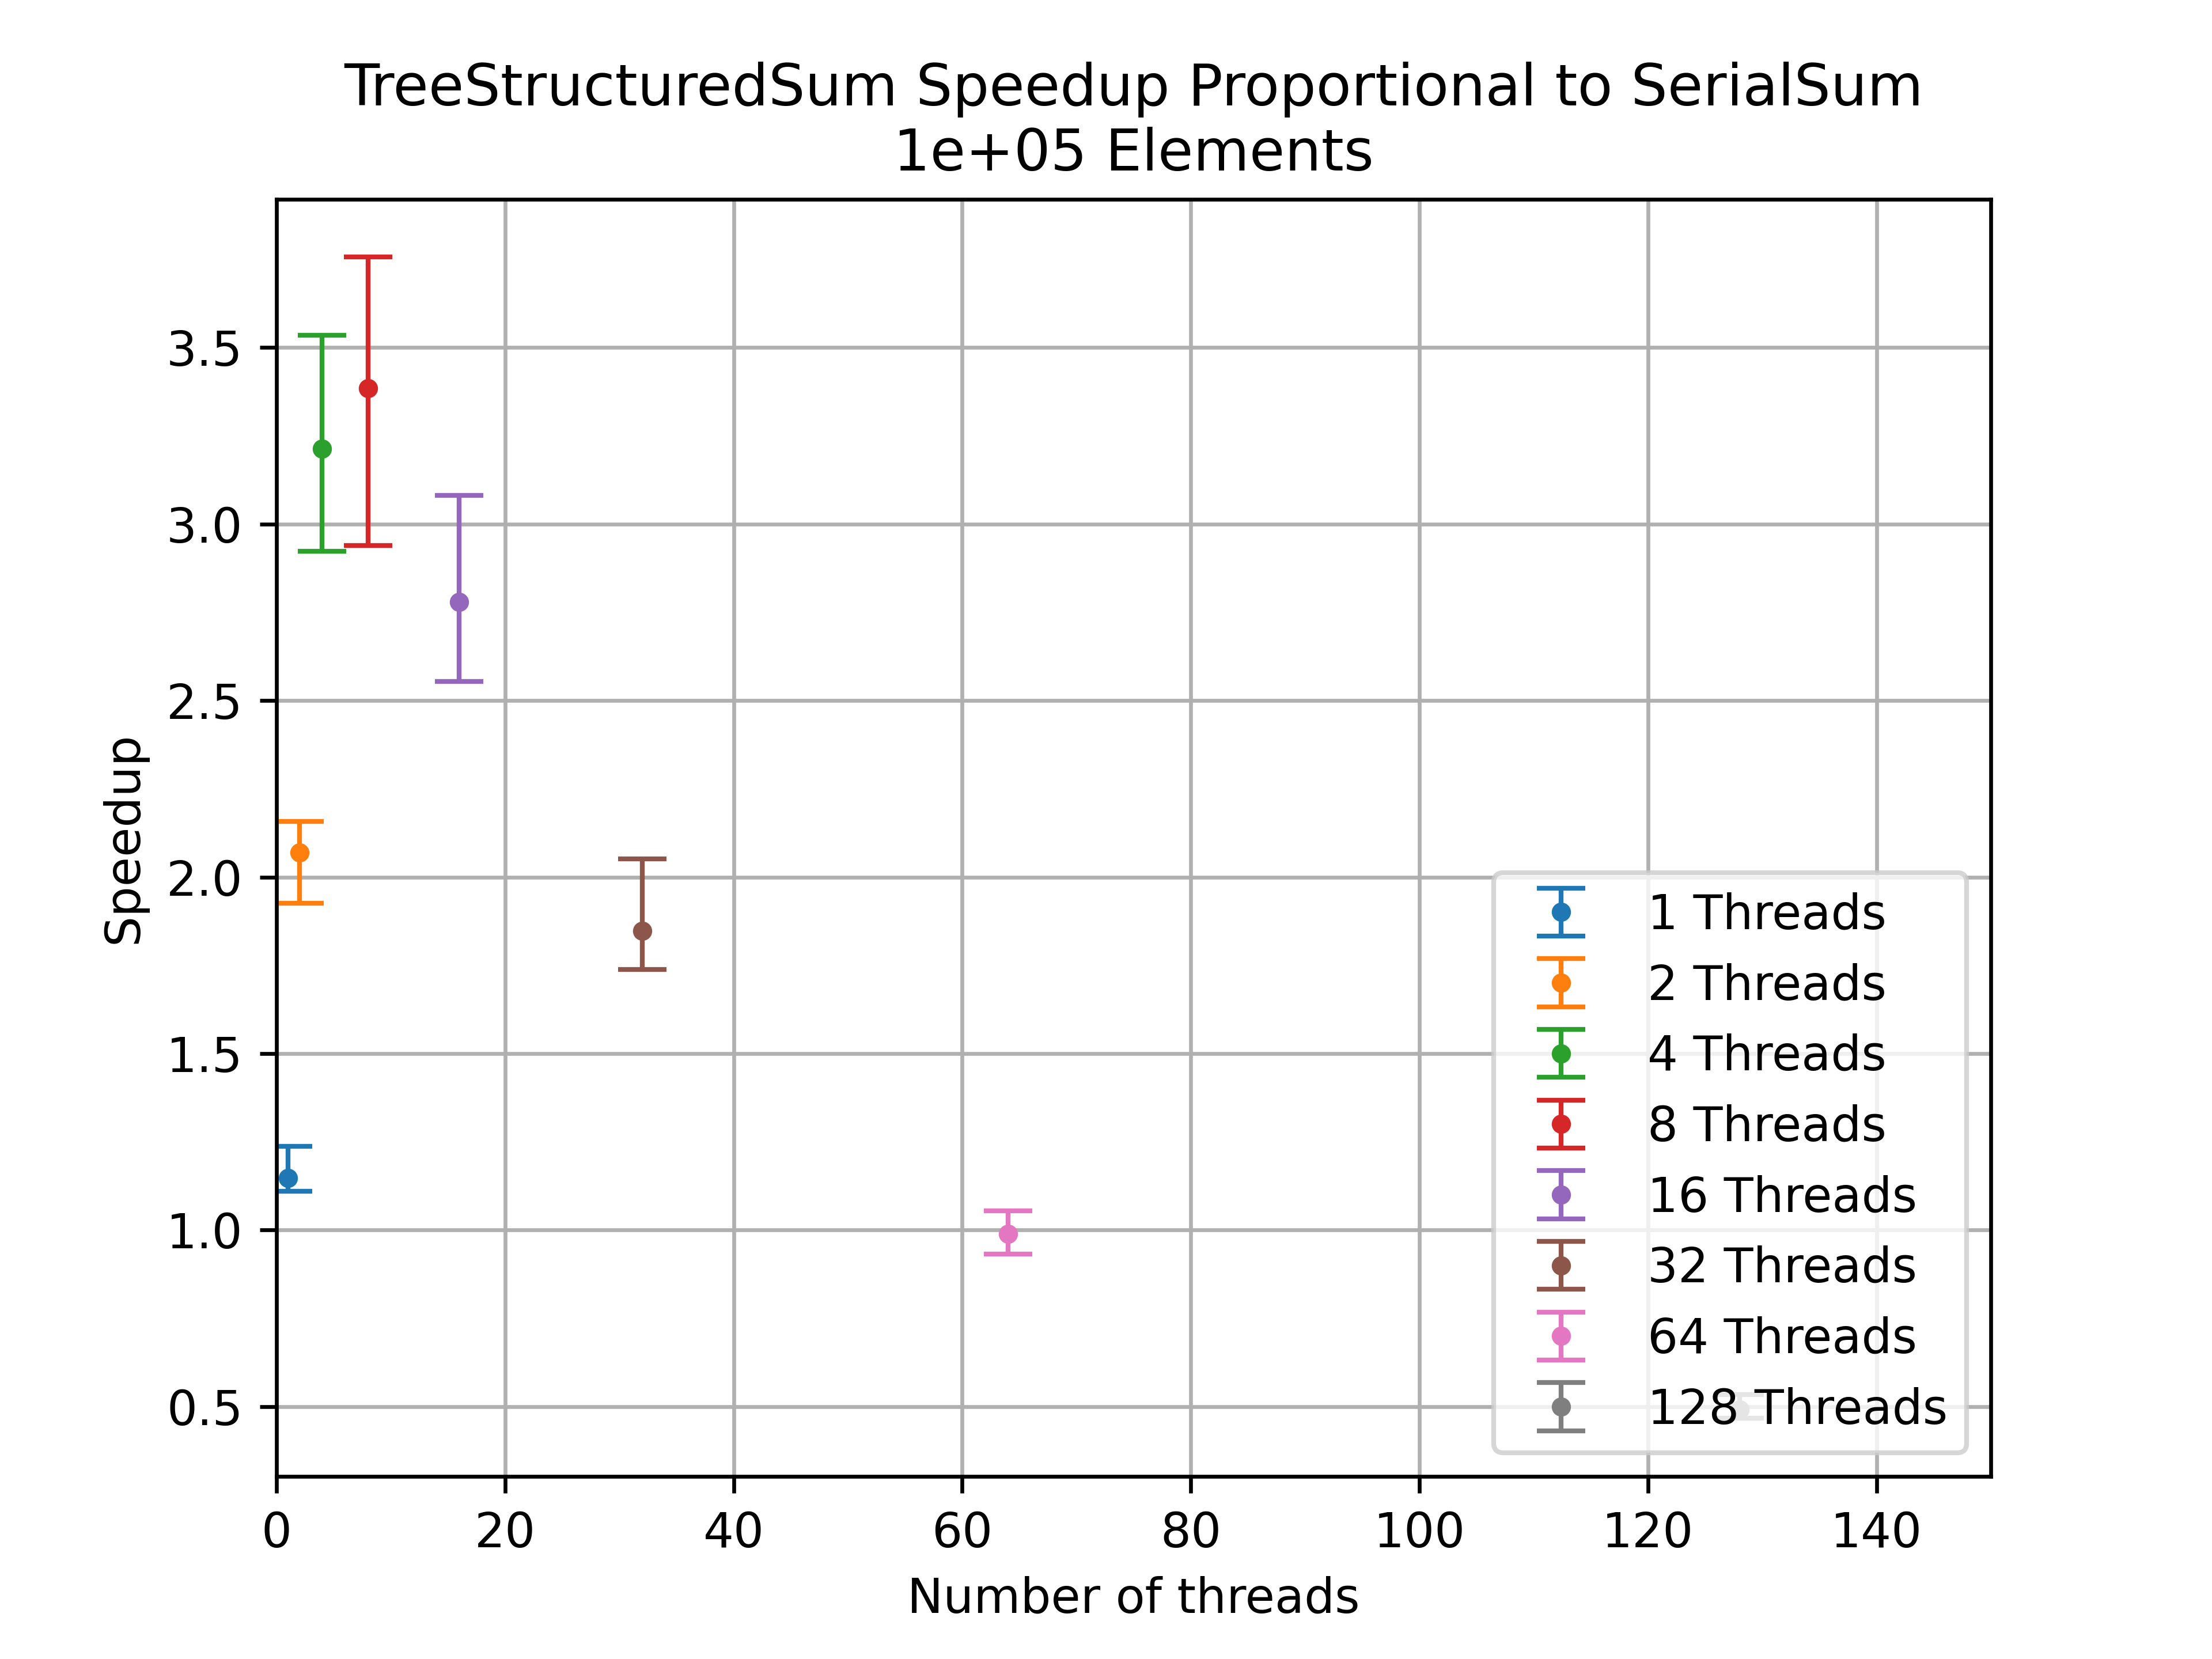 TreeStructuredSum Speedup Proportional to SerialSum
1e+05 Elements
Speedup
3.5
3.0
2.5
2.0
1.5
1.0
0.5
1 Threads
2 Threads
4 Threads
8 Threads
16 Threads
32 Threads
64 Threads
128 Threads
0 20 40 60 80 100 120 140
Number of threads